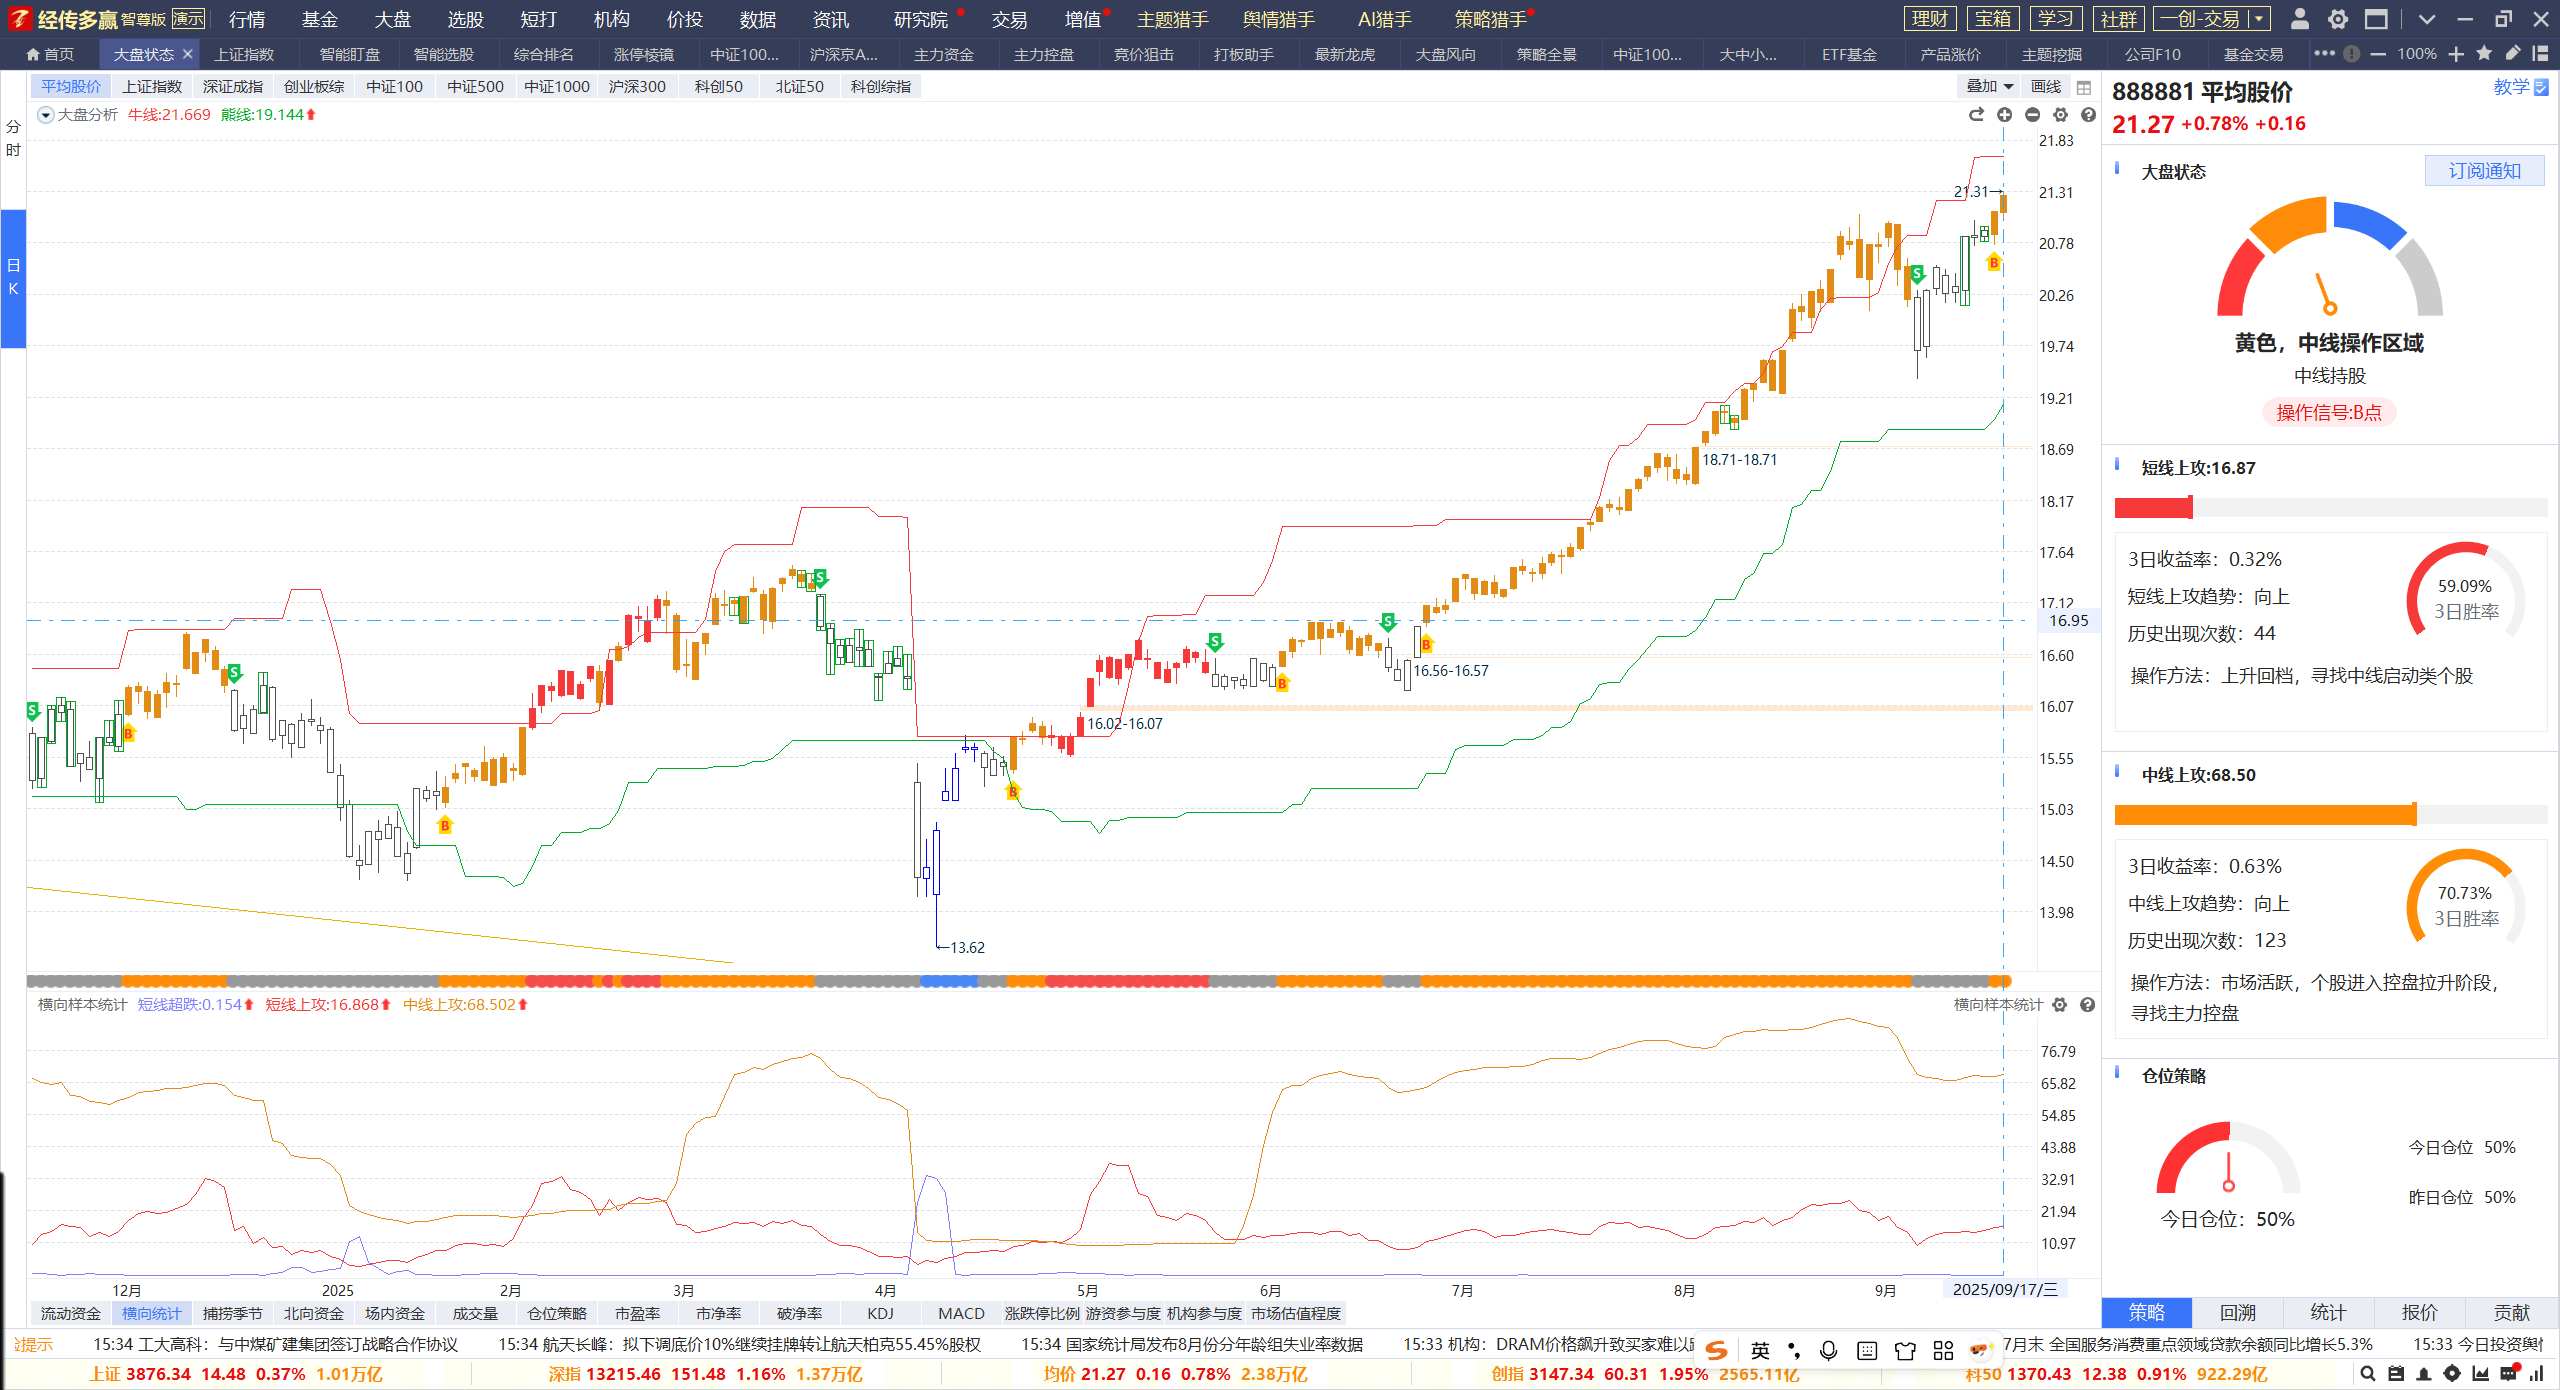 经传多赢 智尊版 演示 行情 基金 大盘 选股 短打 机构 价投 数据 资讯 研究院 交易 增值 主题猎手 舆情猎手 AI猎手 策略猎手 理财 宝箱 学习 社群 一创-交易
首页 大盘状态 上证指数 智能盯盘 智能选股 综合排名 涨停棱镜 中证100... 沪深京A... 主力资金 主力控盘 竞价狙击 打板助手 最新龙虎 大盘风向 策略全景 中证100... 大中小... ETF基金 产品涨价 主题挖掘 公司F10 基金交易 100%
平均股价 上证指数 深证成指 创业板综 中证100 中证500 中证1000 沪深300 科创50 北证50 科创综指 叠加 画线
大盘分析 牛线:21.669 熊线:19.144
分时
日K
21.83
21.31
20.78
20.26
19.74
19.21
18.69
18.17
17.64
17.12
16.95
16.60
16.07
15.55
15.03
14.50
13.98
21.31
18.71-18.71
16.56-16.57
16.02-16.07
13.62
S
B
S
B
S
B
S
B
S
B
S
B
横向样本统计 短线超跌:0.154 短线上攻:16.868 中线上攻:68.502
横向样本统计
76.79
65.82
54.85
43.88
32.91
21.94
10.97
12月 2025 2月 3月 4月 5月 6月 7月 8月 9月 2025/09/17/三
流动资金 横向统计 捕捞季节 北向资金 场内资金 成交量 仓位策略 市盈率 市净率 破净率 KDJ MACD 涨跌停比例 游资参与度 机构参与度 市场估值程度
888881 平均股价 教学
21.27 +0.78% +0.16
大盘状态 订阅通知
黄色，中线操作区域
中线持股
操作信号:B点
短线上攻:16.87
3日收益率：0.32%
短线上攻趋势：向上
历史出现次数：44
59.09%
3日胜率
操作方法：上升回档，寻找中线启动类个股
中线上攻:68.50
3日收益率：0.63%
中线上攻趋势：向上
历史出现次数：123
70.73%
3日胜率
操作方法：市场活跃，个股进入控盘拉升阶段，
寻找主力控盘
仓位策略
今日仓位：50%
今日仓位 50%
昨日仓位 50%
策略 回溯 统计 报价 贡献
提示 15:34 工大高科：与中煤矿建集团签订战略合作协议 15:34 航天长峰：拟下调底价10%继续挂牌转让航天柏克55.45%股权 15:34 国家统计局发布8月份分年龄组失业率数据 15:33 机构：DRAM价格飙升致买家难以 英 7月末 全国服务消费重点领域贷款余额同比增长5.3% 15:33 今日投资舆
上证 3876.34 14.48 0.37% 1.01万亿 深指 13215.46 151.48 1.16% 1.37万亿 均价 21.27 0.16 0.78% 2.38万亿 创指 3147.34 60.31 1.95% 2565.11亿 科50 1370.43 12.38 0.91% 922.29亿